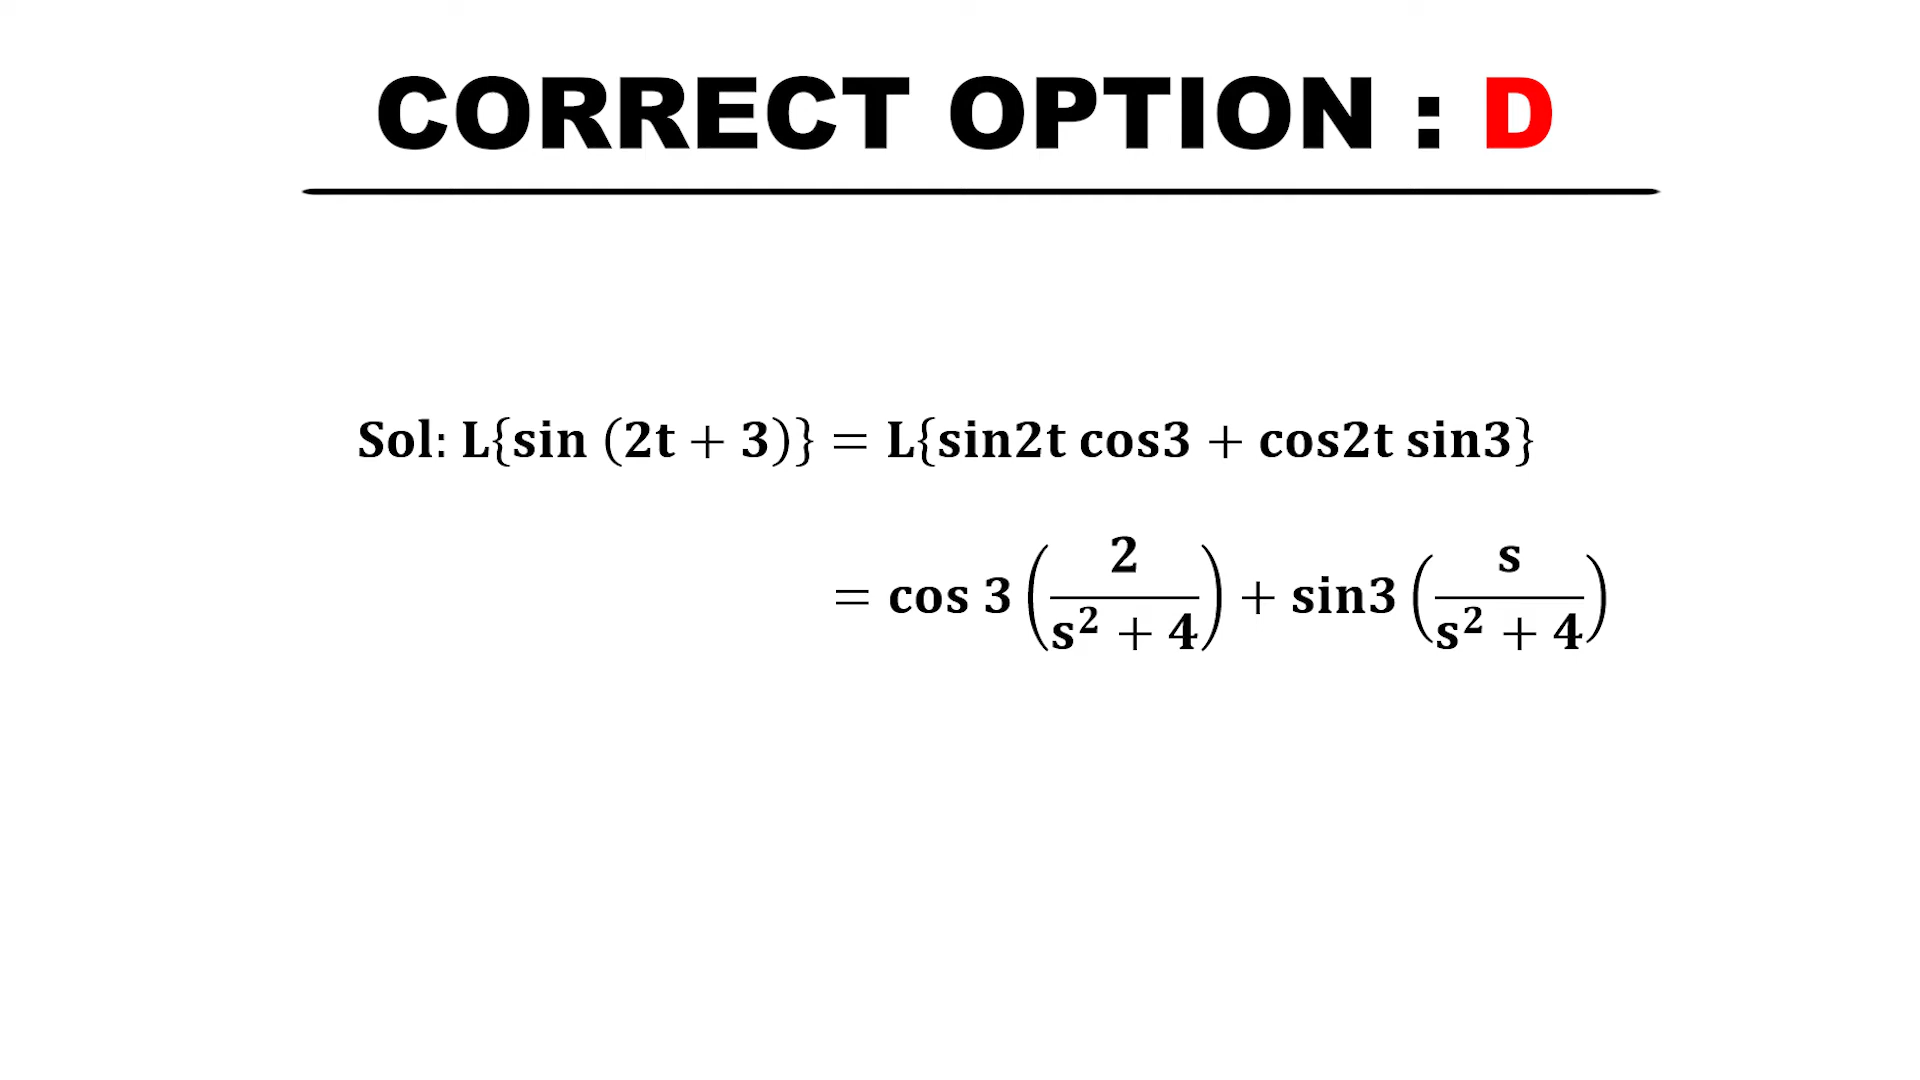 CORRECT OPTION : D
Sol: L{sin (2t + 3)} = L{sin2t cos3 + cos2t sin3}
= cos 3 (2/(s² + 4)) + sin3 (s/(s² + 4))